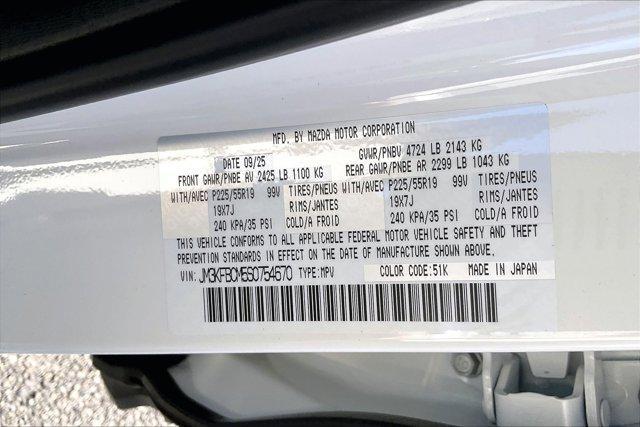 MFD. BY MAZDA MOTOR CORPORATION
DATE 09/25 GVWR/PNBV 4724 LB 2143 KG
FRONT GAWR/PNBE AV 2425 LB 1100 KG REAR GAWR/PNBE AR 2299 LB 1043 KG
WITH/AVEC P225/55R19 99V TIRES/PNEUS WITH/AVEC P225/55R19 99V TIRES/PNEUS
19X7J RIMS/JANTES 19X7J RIMS/JANTES
240 KPA/35 PSI COLD/A FROID 240 KPA/35 PSI COLD/A FROID
THIS VEHICLE CONFORMS TO ALL APPLICABLE FEDERAL MOTOR VEHICLE SAFETY AND THEFT
PREVENTION STANDARDS IN EFFECT ON THE DATE OF MANUFACTURE SHOWN ABOVE.
VIN: JM3KFBCM5S0754670 TYPE:MPV COLOR CODE:51K MADE IN JAPAN